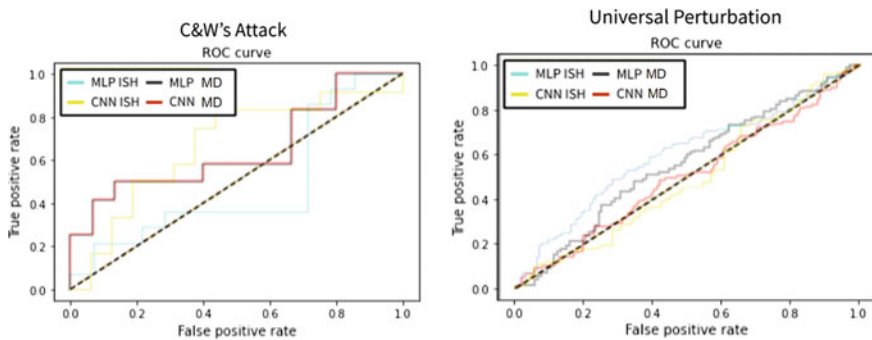 C&W's Attack
ROC curve
MLP ISH MLP MD
CNN ISH CNN MD
True positive rate
1.0
0.8
0.6
0.4
0.2
0.0
0.0 0.2 0.4 0.6 0.8 1.0
False positive rate
Universal Perturbation
ROC curve
MLP ISH MLP MD
CNN ISH CNN MD
True positive rate
1.0
0.8
0.6
0.4
0.2
0.0
0.0 0.2 0.4 0.6 0.8 1.0
False positive rate